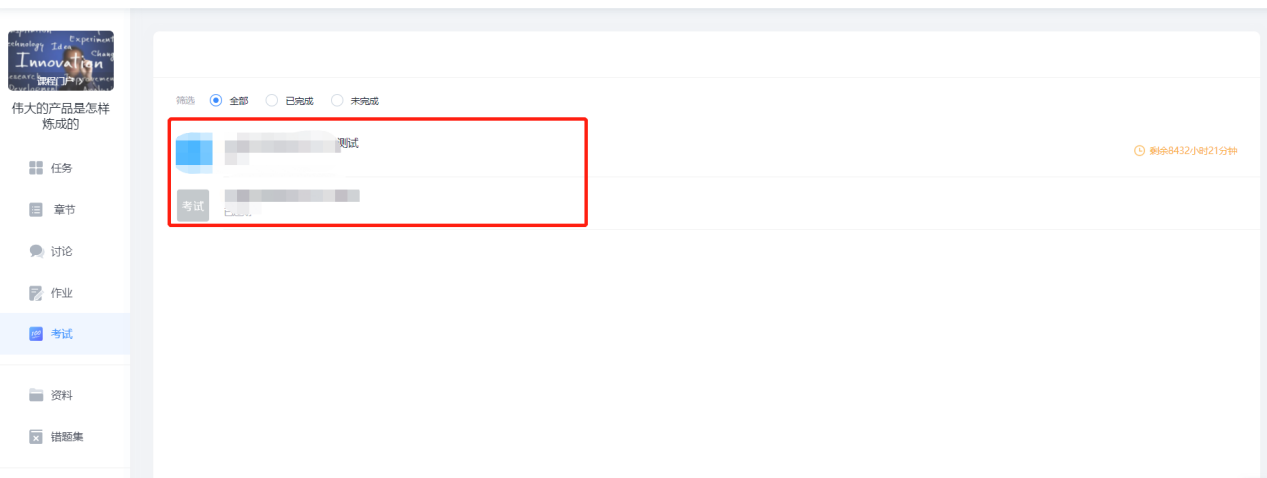 Experiment
Technology Idea
Innovation
课程门户
伟大的产品是怎样
炼成的
任务
章节
讨论
作业
考试
资料
错题集
筛选 全部 已完成 未完成
测试
剩余8432小时21分钟
考试